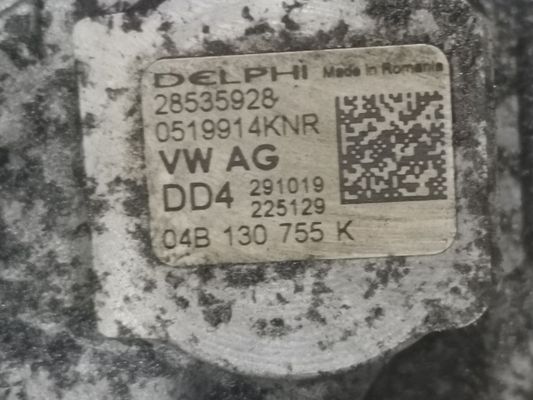 DELPHI Made in Romania
28535928
0519914KNR
VW AG
DD4 291019
225129
04B 130 755 K